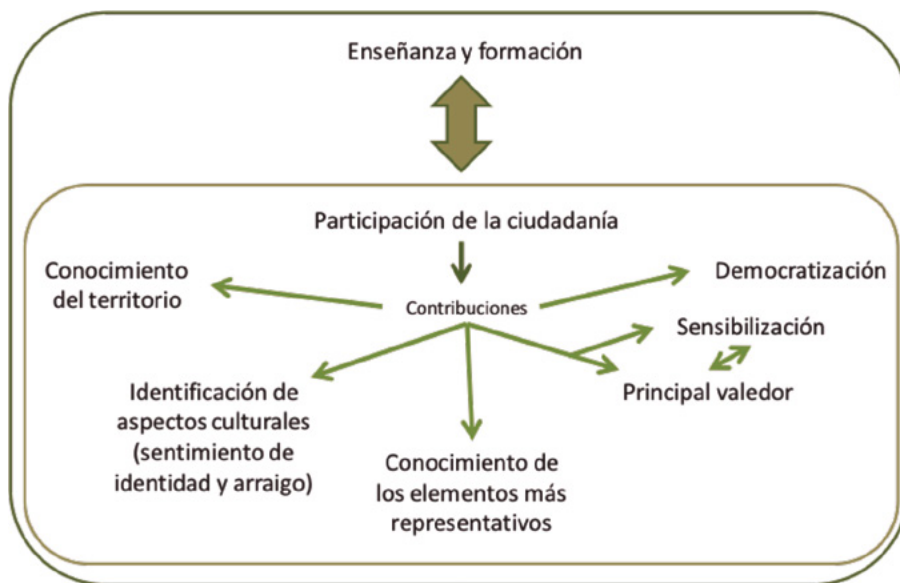 Enseñanza y formación
Participación de la ciudadanía
Conocimiento
del territorio
Democratización
Contribuciones
Sensibilización
Principal valedor
Identificación de
aspectos culturales
(sentimiento de
identidad y arraigo)
Conocimiento de
los elementos más
representativos